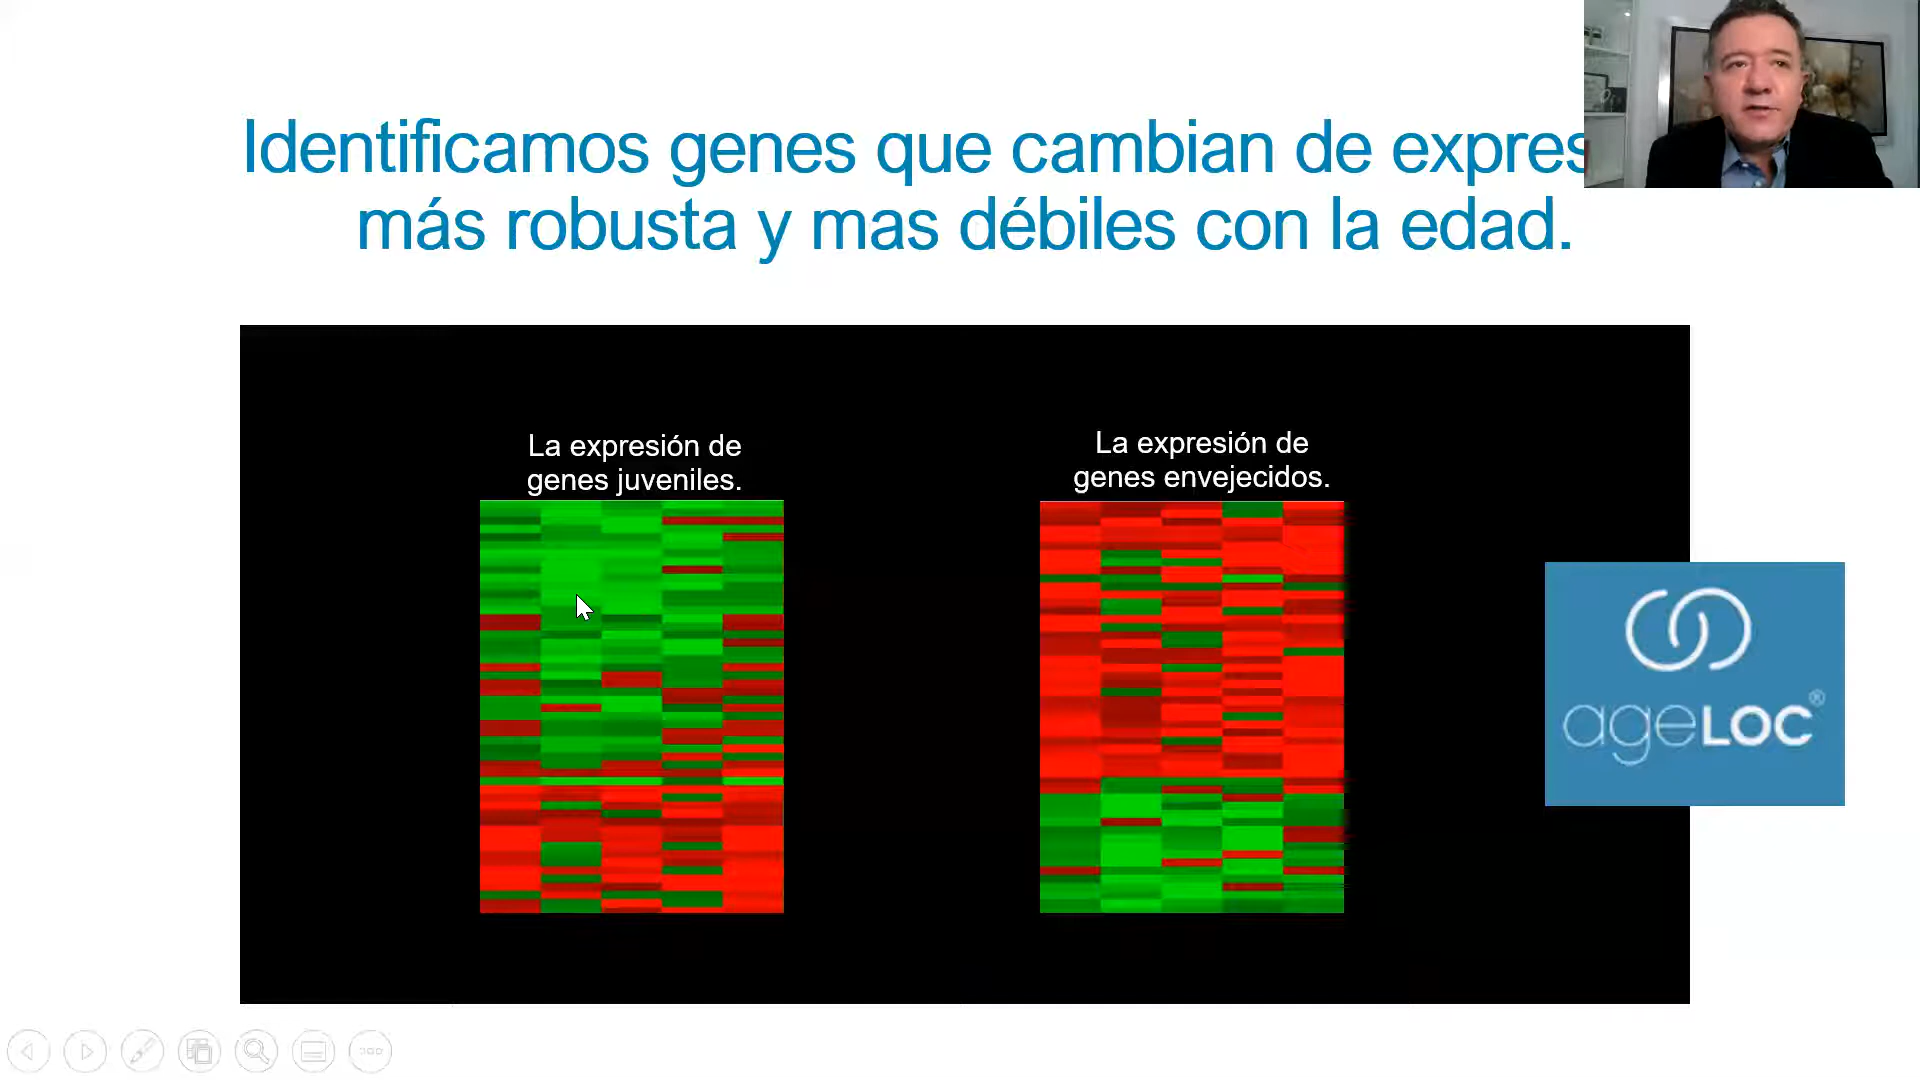 Identificamos genes que cambian de expres
más robusta y mas débiles con la edad.
La expresión de
genes juveniles.
La expresión de
genes envejecidos.
ageLOC®